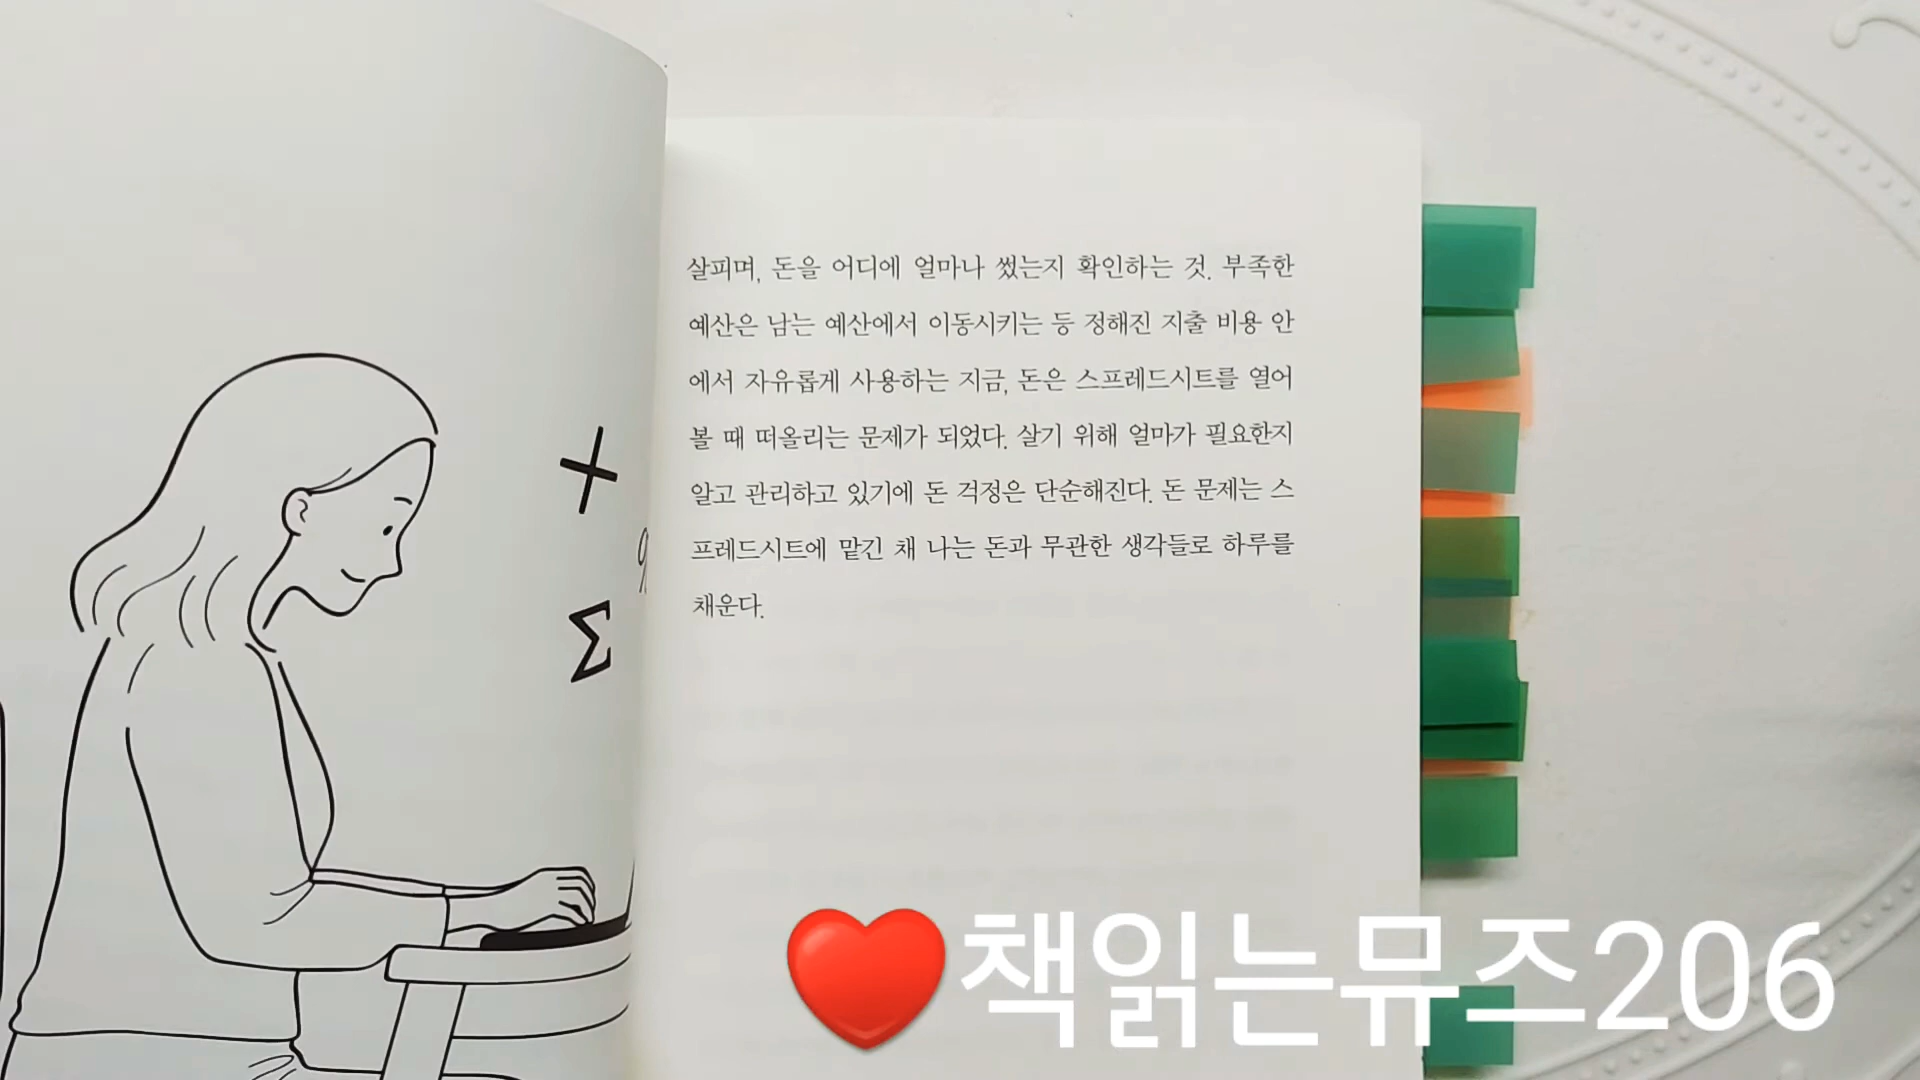 살피며, 돈을 어디에 얼마나 썼는지 확인하는 것. 부족한
예산은 남는 예산에서 이동시키는 등 정해진 지출 비용 안
에서 자유롭게 사용하는 지금, 돈은 스프레드시트를 열어
볼 때 떠올리는 문제가 되었다. 살기 위해 얼마가 필요한지
알고 관리하고 있기에 돈 걱정은 단순해진다. 돈 문제는 스
프레드시트에 맡긴 채 나는 돈과 무관한 생각들로 하루를
채운다.
+
Σ
❤️책읽는뮤즈206